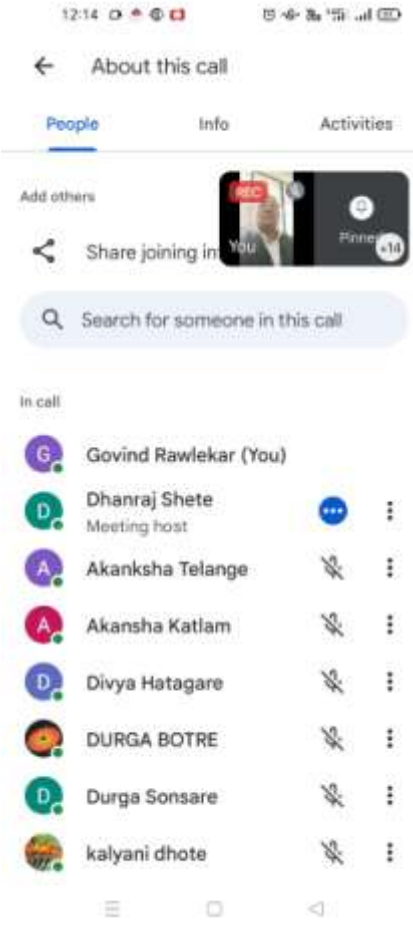 12:14
About this call
People Info Activities
Add others
REC
You
Pinned
+14
Share joining in
Search for someone in this call
In call
G Govind Rawlekar (You)
D Dhanraj Shete
Meeting host
A Akanksha Telange
A Akansha Katlam
D Divya Hatagare
DURGA BOTRE
D Durga Sonsare
kalyani dhote